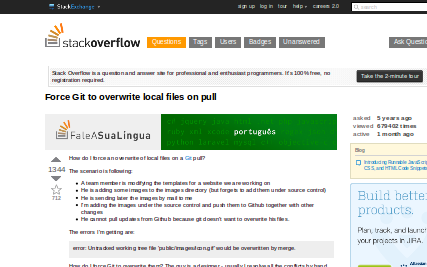 StackExchange
sign up log in tour help careers 2.0
search
stackoverflow
Questions Tags Users Badges Unanswered
Ask Questio
Stack Overflow is a question and answer site for professional and enthusiast programmers. It's 100% free, no
registration required.
Take the 2-minute tour
Force Git to overwrite local files on pull
FaleASuaLingua
português
asked 5 years ago
viewed 679462 times
active 1 month ago
How do I force an overwrite of local files on a Git pull?
1344
712
The scenario is following:
A team member is modifying the templates for a website we are working on
He is adding some images to the images directory (but forgets to add them under source control)
He is sending later the images by mail to me
I'm adding the images under the source control and push them to Github together with other
changes
He cannot pull updates from Github because git doesn't want to overwrite his files.
The errors I'm getting are:
error: Untracked working tree file 'public/images/icon.gif' would be overwritten by merge.
Blog
Introducing Runnable JavaScrip
CSS, and HTML Code Snippets
Build bette
products.
Plan, track, and launc
your projects in JIRA.